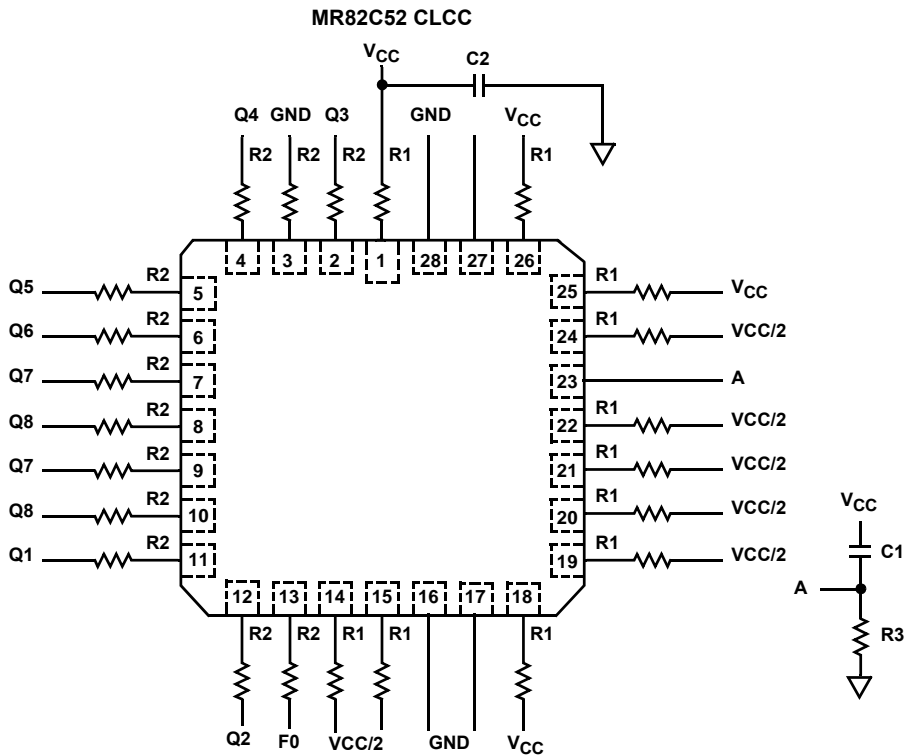 MR82C52 CLCC
VCC
C2
Q4 GND Q3 GND VCC
R2 R2 R2 R1 R1
4 3 2 1 28 27 26
Q5 R2 5 25 R1 VCC
Q6 R2 6 24 R1 VCC/2
Q7 R2 7 23 A
Q8 R2 8 22 R1 VCC/2
Q7 R2 9 21 R1 VCC/2
Q8 R2 10 20 R1 VCC/2
Q1 R2 11 19 R1 VCC/2
12 13 14 15 16 17 18
R2 R2 R1 R1 R1
Q2 F0 VCC/2 GND VCC
VCC
C1
A
R3